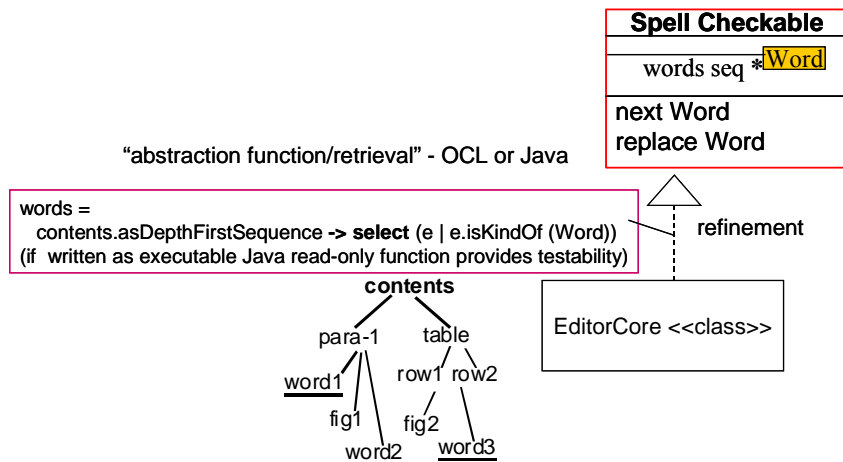 Spell Checkable
words seq *Word
next Word
replace Word
“abstraction function/retrieval” - OCL or Java
words =
contents.asDepthFirstSequence -> select (e | e.isKindOf (Word))
(if written as executable Java read-only function provides testability)
refinement
contents
EditorCore <<class>>
para-1 table
word1 row1 row2
fig1 fig2
word2 word3